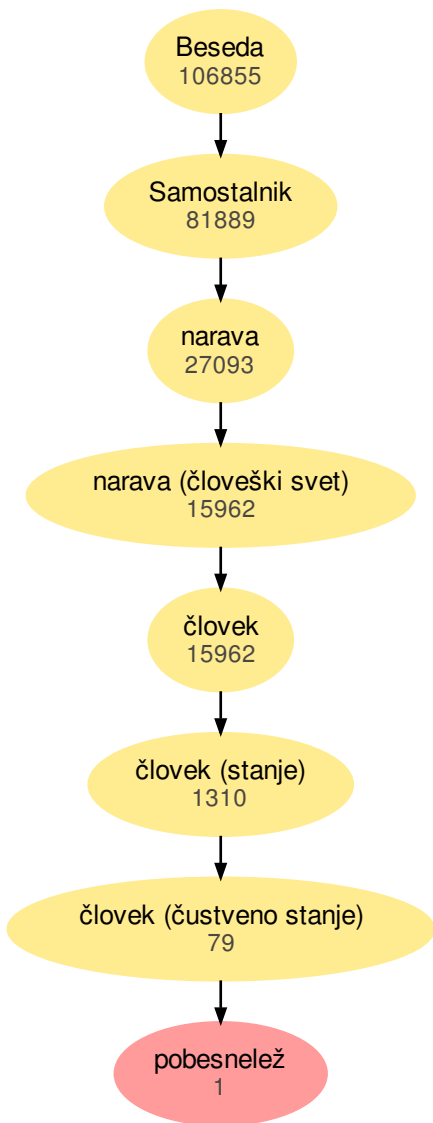 Beseda
106855
Samostalnik
81889
narava
27093
narava (človeški svet)
15962
človek
15962
človek (stanje)
1310
človek (čustveno stanje)
79
pobesnelež
1